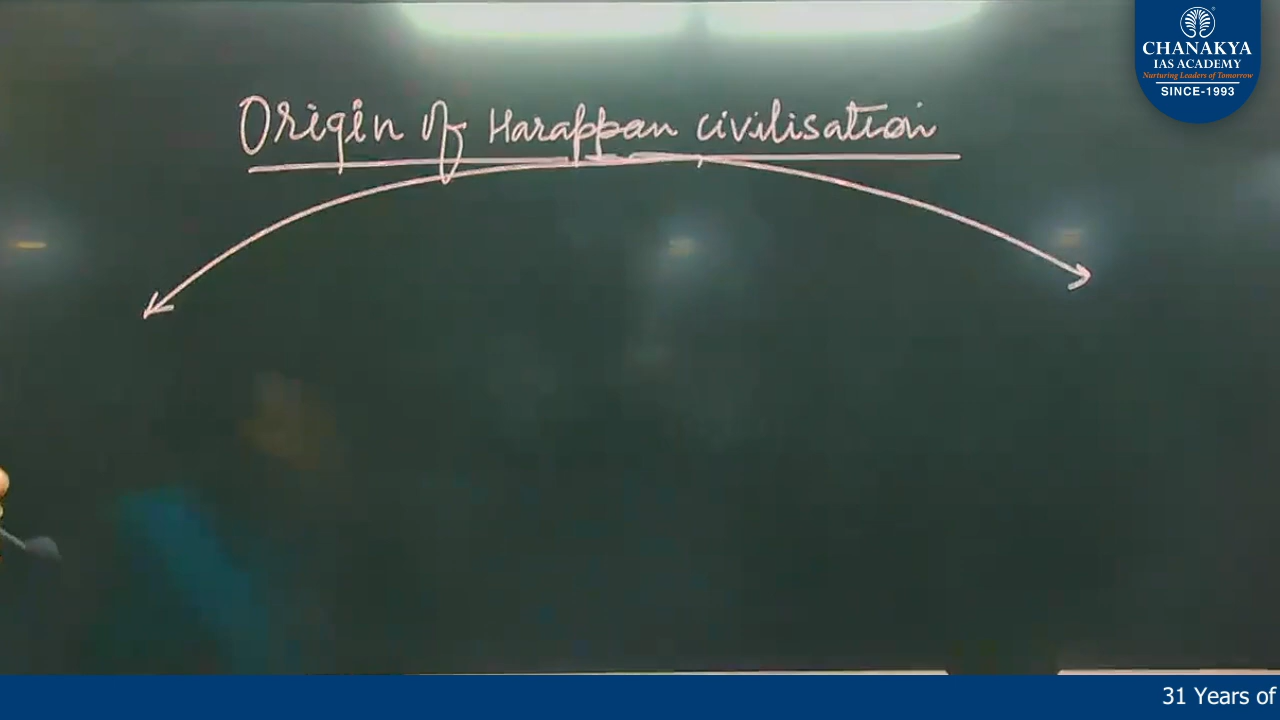 Origin of Harappan civilisation
CHANAKYA
IAS ACADEMY
Nurturing Leaders of Tomorrow
SINCE-1993
31 Years of